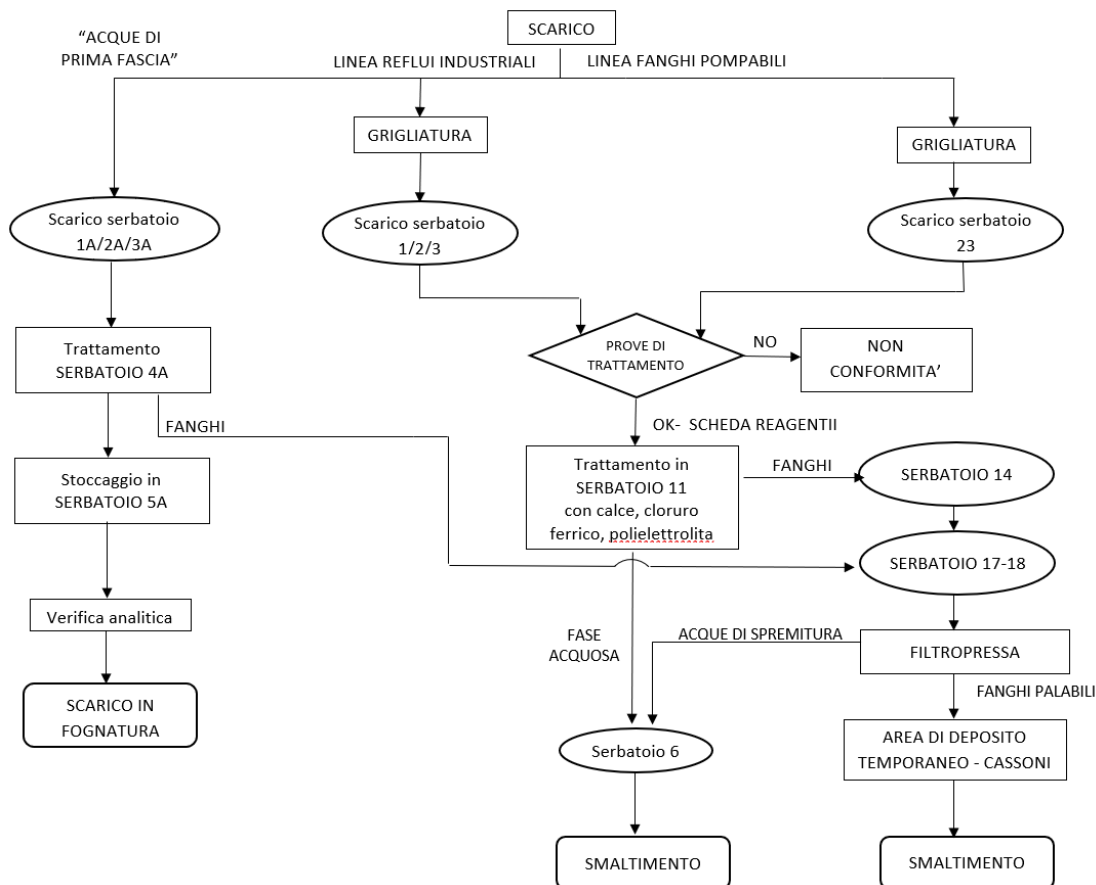 SCARICO
“ACQUE DI
PRIMA FASCIA”
LINEA REFLUI INDUSTRIALI
LINEA FANGHI POMPABILI
GRIGLIATURA
GRIGLIATURA
Scarico serbatoio
1A/2A/3A
Scarico serbatoio
1/2/3
Scarico serbatoio
23
Trattamento
SERBATOIO 4A
PROVE DI
TRATTAMENTO
NO
NON
CONFORMITA’
FANGHI
OK- SCHEDA REAGENTII
Stoccaggio in
SERBATOIO 5A
Trattamento in
SERBATOIO 11
con calce, cloruro
ferrico, polielettrolita
FANGHI
SERBATOIO 14
SERBATOIO 17-18
Verifica analitica
FASE
ACQUOSA
ACQUE DI SPREMITURA
FILTROPRESSA
FANGHI PALABILI
SCARICO IN
FOGNATURA
Serbatoio 6
AREA DI DEPOSITO
TEMPORANEO - CASSONI
SMALTIMENTO
SMALTIMENTO